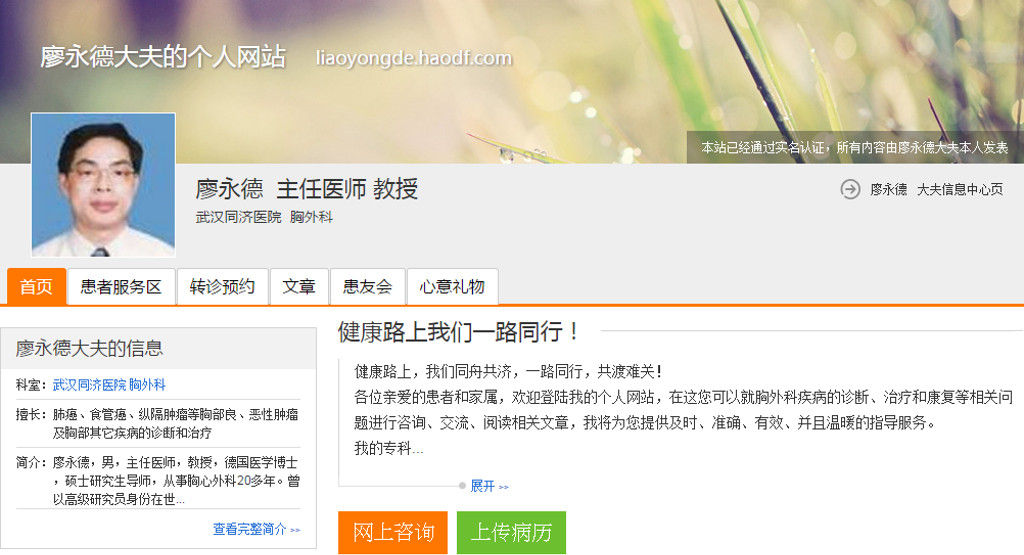 廖永德大夫的个人网站 liaoyongde.haodf.com
本站已经通过实名认证，所有内容由廖永德大夫本人发表
廖永德 主任医师 教授
廖永德 大夫信息中心页
武汉同济医院 胸外科
首页 患者服务区 转诊预约 文章 患友会 心意礼物
廖永德大夫的信息
科室：武汉同济医院 胸外科
擅长：肺癌、食管癌、纵隔肿瘤等胸部良、恶性肿瘤
及胸部其它疾病的诊断和治疗
简介：廖永德，男，主任医师，教授，德国医学博士
，硕士研究生导师，从事胸心外科20多年。曾
以高级研究员身份在世...
查看完整简介 >>
健康路上我们一路同行！
健康路上，我们同舟共济，一路同行，共渡难关！
各位亲爱的患者和家属，欢迎登陆我的个人网站，在这您可以就胸外科疾病的诊断、治疗和康复等相关问
题进行咨询、交流、阅读相关文章，我将为您提供及时、准确、有效、并且温暖的指导服务。
我的专科...
展开 >>
网上咨询 上传病历